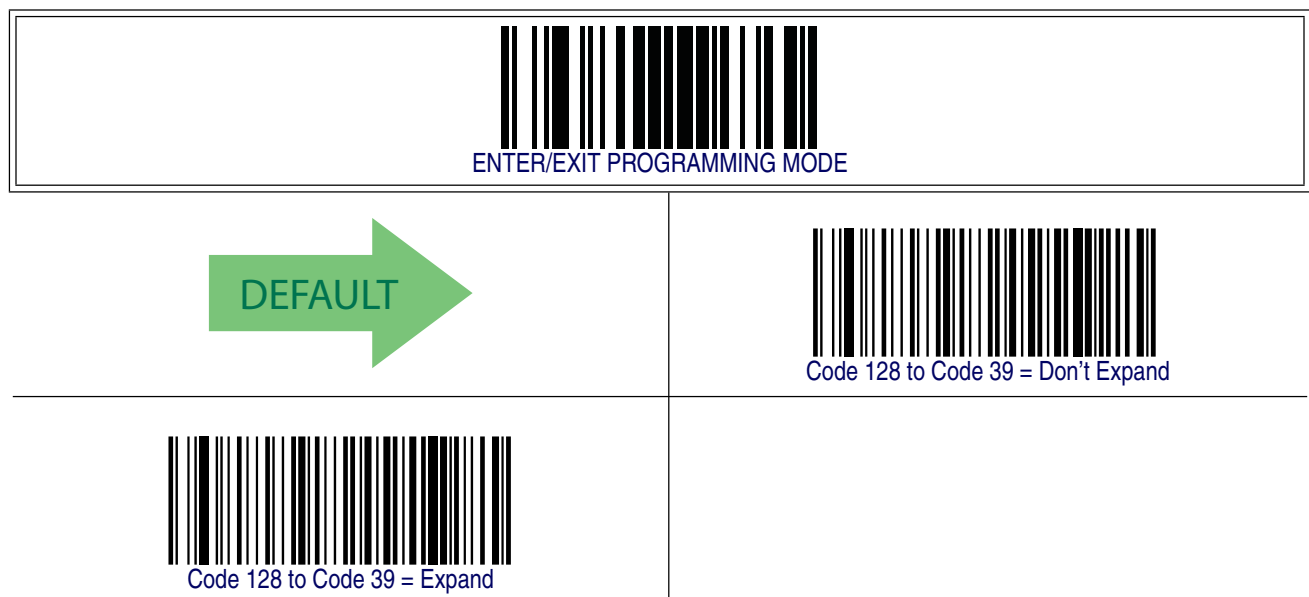 ENTER/EXIT PROGRAMMING MODE
DEFAULT
Code 128 to Code 39 = Don't Expand
Code 128 to Code 39 = Expand